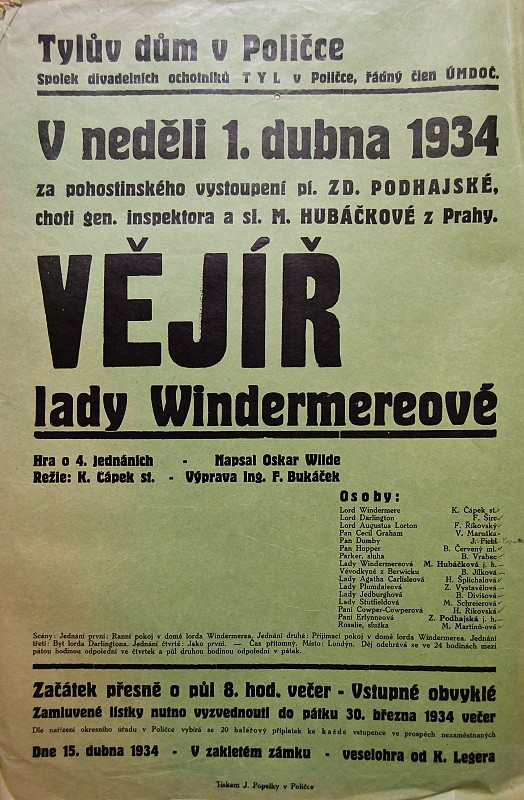 Tylův dům v Poličce
Spolek divadelních ochotníků TYL v Poličce, řádný člen ÚMDOČ.
V neděli 1. dubna 1934
za pohostinského vystoupení pí. ZD. PODHAJSKÉ,
choti gen. inspektora a sl. M. HUBÁČKOVÉ z Prahy.
VĚJÍŘ
lady Windermereové
Hra o 4. jednáních - Napsal Oskar Wilde
Režie: K. Cápek st. - Výprava Ing. F. Bukáček
Osoby:
Lord Windermere K. Čápek st.
Lord Darlington F. Širc
Lord Augustus Lorton F. Říkovský
Pan Cecil Graham V. Maruška
Pan Dumby J. Pichl
Pan Hopper B. Červený ml.
Parker, sluha B. Vrabec
Lady Windermereová M. Hubáčková j. h.
Vévodkyně z Berwicku B. Jílková
Lady Agatha Carlisleová H. Šplíchalová
Lady Plumdaleová Z. Vystavělová
Lady Jedburghová B. Divišová
Lady Stutfieldová M. Schreierová
Paní Cowper-Cowperová H. Říkovská
Paní Erlynneová Z. Podhajská j. h.
Rosalie, služka M. Martinů-ová
Scény: Jednání první: Ranní pokoj v domě lorda Windermerea, Jednání druhé: Přijímací pokoj v domě lorda Windermerea. Jednání
třetí: Byt lorda Darlingtona. Jednání čtvrté: Jako první. — Čas přítomný. Místo: Londýn. Děj odehrává se ve 24 hodinách mezi
pátou hodinou odpolední ve čtvrtek a půl druhou hodinou odpolední v pátek.
Začátek přesně o půl 8. hod. večer - Vstupné obvyklé
Zamluvené lístky nutno vyzvednouti do pátku 30. března 1934 večer
Dle nařízení okresního úřadu v Poličce vybírá se 20 haléřový příplatek ke každé vstupence ve prospěch nezaměstnaných
Dne 15. dubna 1934 - V zakletém zámku - veselohra od K. Legera
Tiskem J. Popelky v Poličce